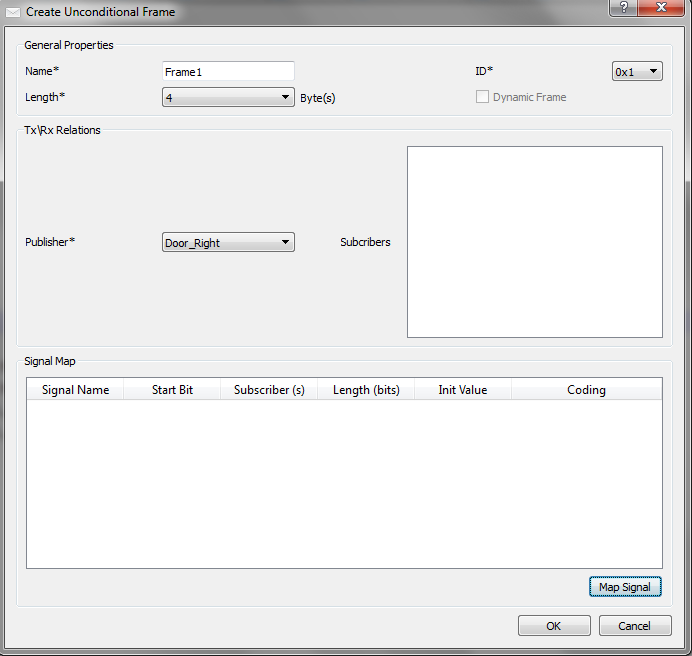 Create Unconditional Frame
?
General Properties
Name* Frame1 ID* 0x1
Length* 4 Byte(s) Dynamic Frame
Tx\Rx Relations
Publisher* Door_Right Subcribers
Signal Map
Signal Name Start Bit Subscriber (s) Length (bits) Init Value Coding
Map Signal
OK Cancel